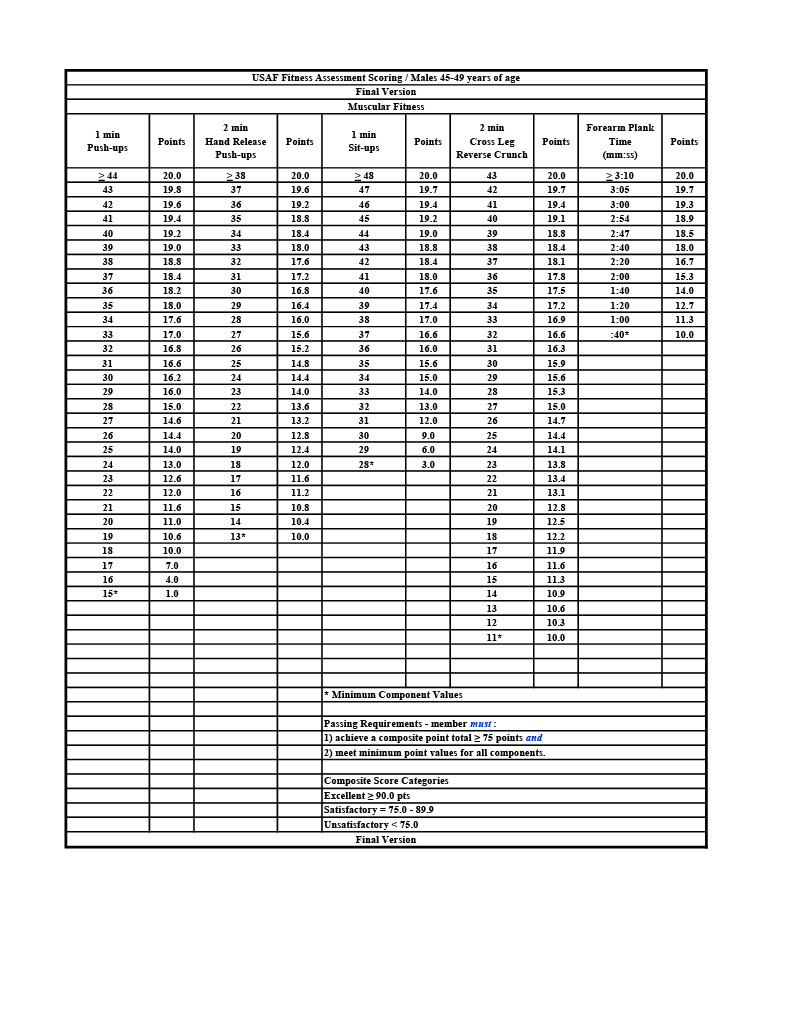 USAF Fitness Assessment Scoring / Males 45-49 years of age
Final Version
Muscular Fitness
1 min Push-ups Points 2 min Hand Release Push-ups Points 1 min Sit-ups Points 2 min Cross Leg Reverse Crunch Points Forearm Plank Time (mm:ss) Points
≥ 44 20.0 ≥ 38 20.0 ≥ 48 20.0 43 20.0 ≥ 3:10 20.0
43 19.8 37 19.6 47 19.7 42 19.7 3:05 19.7
42 19.6 36 19.2 46 19.4 41 19.4 3:00 19.3
41 19.4 35 18.8 45 19.2 40 19.1 2:54 18.9
40 19.2 34 18.4 44 19.0 39 18.8 2:47 18.5
39 19.0 33 18.0 43 18.8 38 18.4 2:40 18.0
38 18.8 32 17.6 42 18.4 37 18.1 2:20 16.7
37 18.4 31 17.2 41 18.0 36 17.8 2:00 15.3
36 18.2 30 16.8 40 17.6 35 17.5 1:40 14.0
35 18.0 29 16.4 39 17.4 34 17.2 1:20 12.7
34 17.6 28 16.0 38 17.0 33 16.9 1:00 11.3
33 17.0 27 15.6 37 16.6 32 16.6 :40* 10.0
32 16.8 26 15.2 36 16.0 31 16.3
31 16.6 25 14.8 35 15.6 30 15.9
30 16.2 24 14.4 34 15.0 29 15.6
29 16.0 23 14.0 33 14.0 28 15.3
28 15.0 22 13.6 32 13.0 27 15.0
27 14.6 21 13.2 31 12.0 26 14.7
26 14.4 20 12.8 30 9.0 25 14.4
25 14.0 19 12.4 29 6.0 24 14.1
24 13.0 18 12.0 28* 3.0 23 13.8
23 12.6 17 11.6 22 13.4
22 12.0 16 11.2 21 13.1
21 11.6 15 10.8 20 12.8
20 11.0 14 10.4 19 12.5
19 10.6 13* 10.0 18 12.2
18 10.0 17 11.9
17 7.0 16 11.6
16 4.0 15 11.3
15* 1.0 14 10.9
13 10.6
12 10.3
11* 10.0
* Minimum Component Values
Passing Requirements - member must :
1) achieve a composite point total ≥ 75 points and
2) meet minimum point values for all components.
Composite Score Categories
Excellent ≥ 90.0 pts
Satisfactory = 75.0 - 89.9
Unsatisfactory < 75.0
Final Version